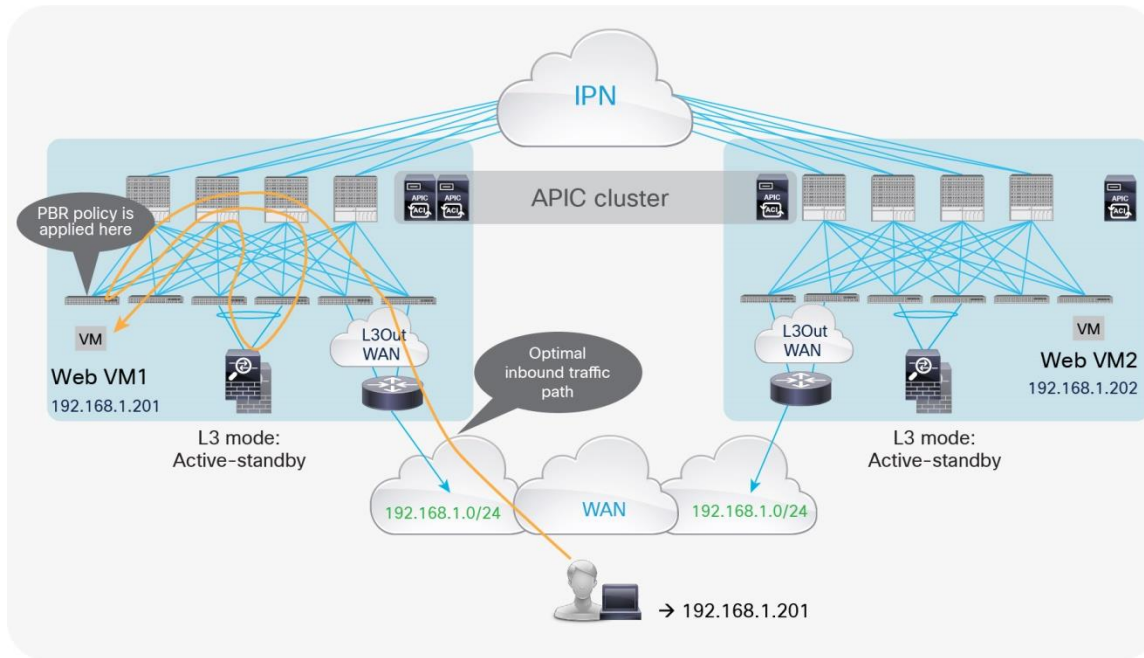 IPN
APIC cluster
APIC
ACI
APIC
ACI
APIC
ACI
APIC
ACI
PBR policy is
applied here
VM
Web VM1
192.168.1.201
L3Out
WAN
Optimal
inbound traffic
path
L3Out
WAN
VM
Web VM2
192.168.1.202
L3 mode:
Active-standby
L3 mode:
Active-standby
192.168.1.0/24
WAN
192.168.1.0/24
→ 192.168.1.201